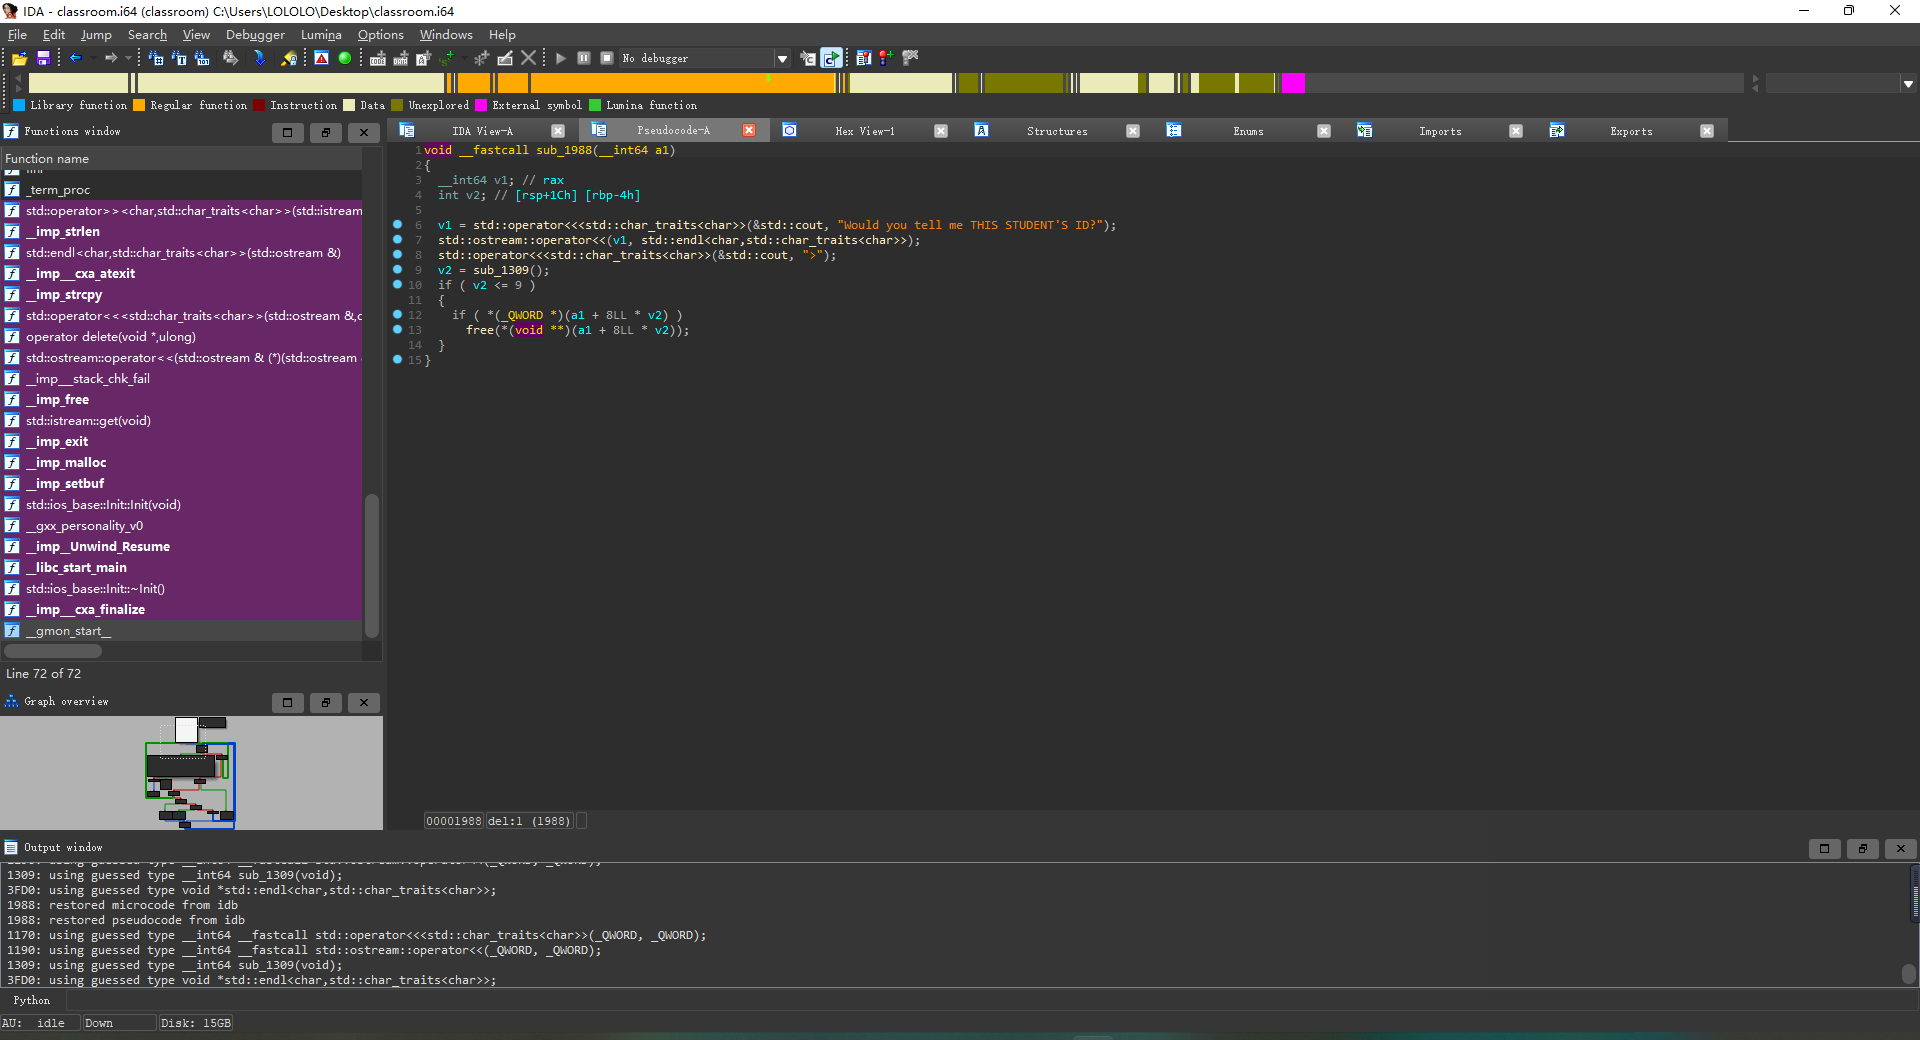 IDA - classroom.i64 (classroom) C:\Users\LOLOLO\Desktop\classroom.i64
File Edit Jump Search View Debugger Lumina Options Windows Help
No debugger
Library function Regular function Instruction Data Unexplored External symbol Lumina function
Functions window
Function name
_term_proc
std::operator>><char,std::char_traits<char>>(std::istream
__imp_strlen
std::endl<char,std::char_traits<char>>(std::ostream &)
__imp___cxa_atexit
__imp_strcpy
std::operator<<<std::char_traits<char>>(std::ostream &,c
operator delete(void *,ulong)
std::ostream::operator<<(std::ostream & (*)(std::ostream
__imp___stack_chk_fail
__imp_free
std::istream::get(void)
__imp_exit
__imp_malloc
__imp_setbuf
std::ios_base::Init::Init(void)
__gxx_personality_v0
__imp__Unwind_Resume
__libc_start_main
std::ios_base::Init::~Init()
__imp___cxa_finalize
__gmon_start__
Line 72 of 72
Graph overview
IDA View-A Pseudocode-A Hex View-1 Structures Enums Imports Exports
1 void __fastcall sub_1988(__int64 a1)
2 {
3 __int64 v1; // rax
4 int v2; // [rsp+1Ch] [rbp-4h]
5
6 v1 = std::operator<<<std::char_traits<char>>(&std::cout, "Would you tell me THIS STUDENT'S ID?");
7 std::ostream::operator<<(v1, std::endl<char,std::char_traits<char>>);
8 std::operator<<<std::char_traits<char>>(&std::cout, ">");
9 v2 = sub_1309();
10 if ( v2 <= 9 )
11 {
12 if ( *(_QWORD *)(a1 + 8LL * v2) )
13 free(*(void **)(a1 + 8LL * v2));
14 }
15 }
00001988 del:1 (1988)
Output window
1309: using guessed type __int64 sub_1309(void);
3FD0: using guessed type void *std::endl<char,std::char_traits<char>>;
1988: restored microcode from idb
1988: restored pseudocode from idb
1170: using guessed type __int64 __fastcall std::operator<<<std::char_traits<char>>(_QWORD, _QWORD);
1190: using guessed type __int64 __fastcall std::ostream::operator<<(_QWORD, _QWORD);
1309: using guessed type __int64 sub_1309(void);
3FD0: using guessed type void *std::endl<char,std::char_traits<char>>;
Python
AU: idle Down Disk: 15GB